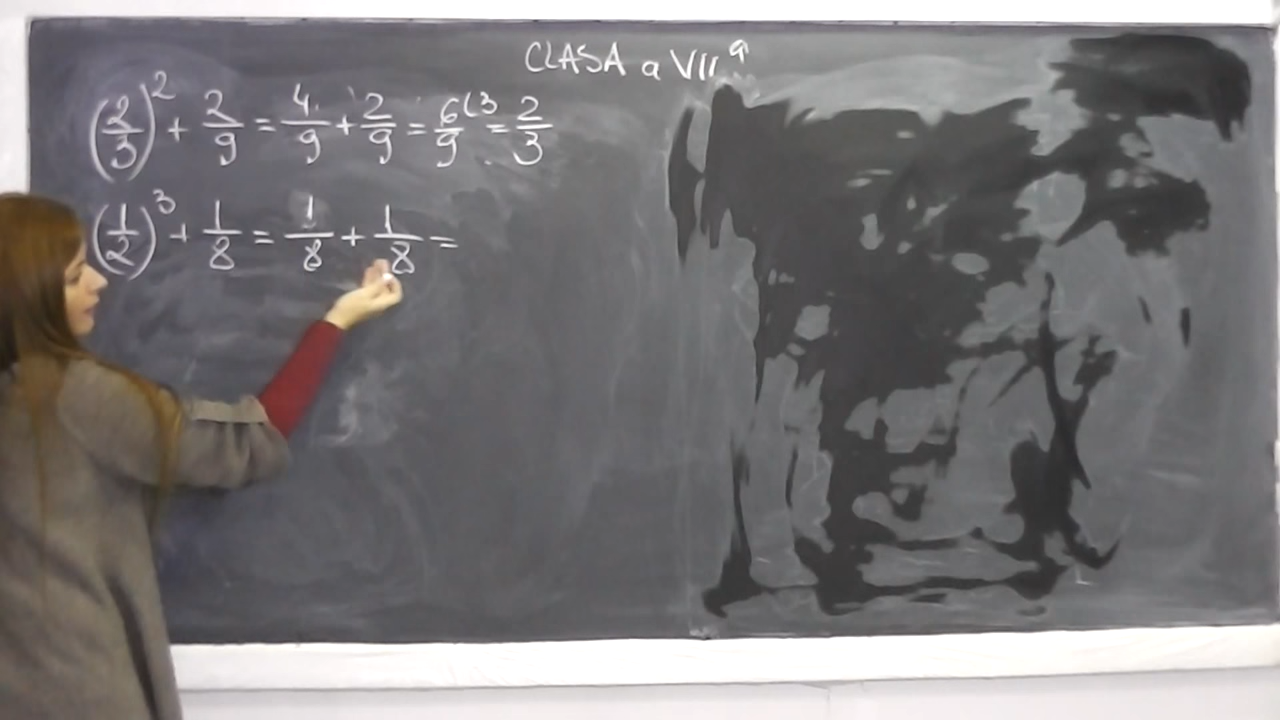 CLASA a VII ª
(2/3)² + 2/9 = 4/9 + 2/9 = 6/9 ⁽³ = 2/3
(1/2)³ + 1/8 = 1/8 + 1/8 =